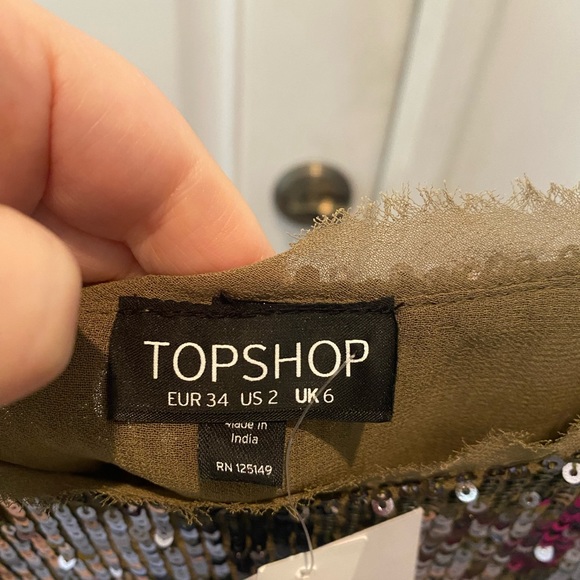 TOPSHOP
EUR 34 US 2 UK 6
Made in
India
RN 125149